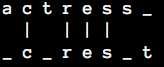 a c t r e s s _
  |   | | |
_ c _ r e s _ t